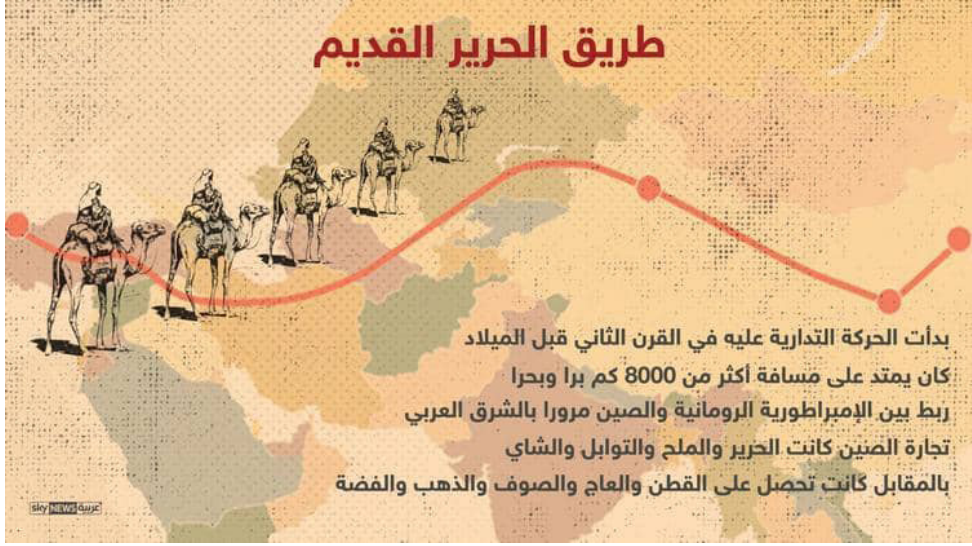 طريق الحرير القديم
بدأت الحركة التدارية عليه في القرن الثاني قبل الميلاد
كان يمتد على مسافة أكثر من 8000 كم برا وبحرا
ربط بين الإمبراطورية الرومانية والصين مرورا بالشرق العربي
تجارة الصين كانت الحرير والملح والتوابل والشاي
بالمقابل كانت تحصل على القطن والعاج والصوف والذهب والفضة
sky NEWS عربية